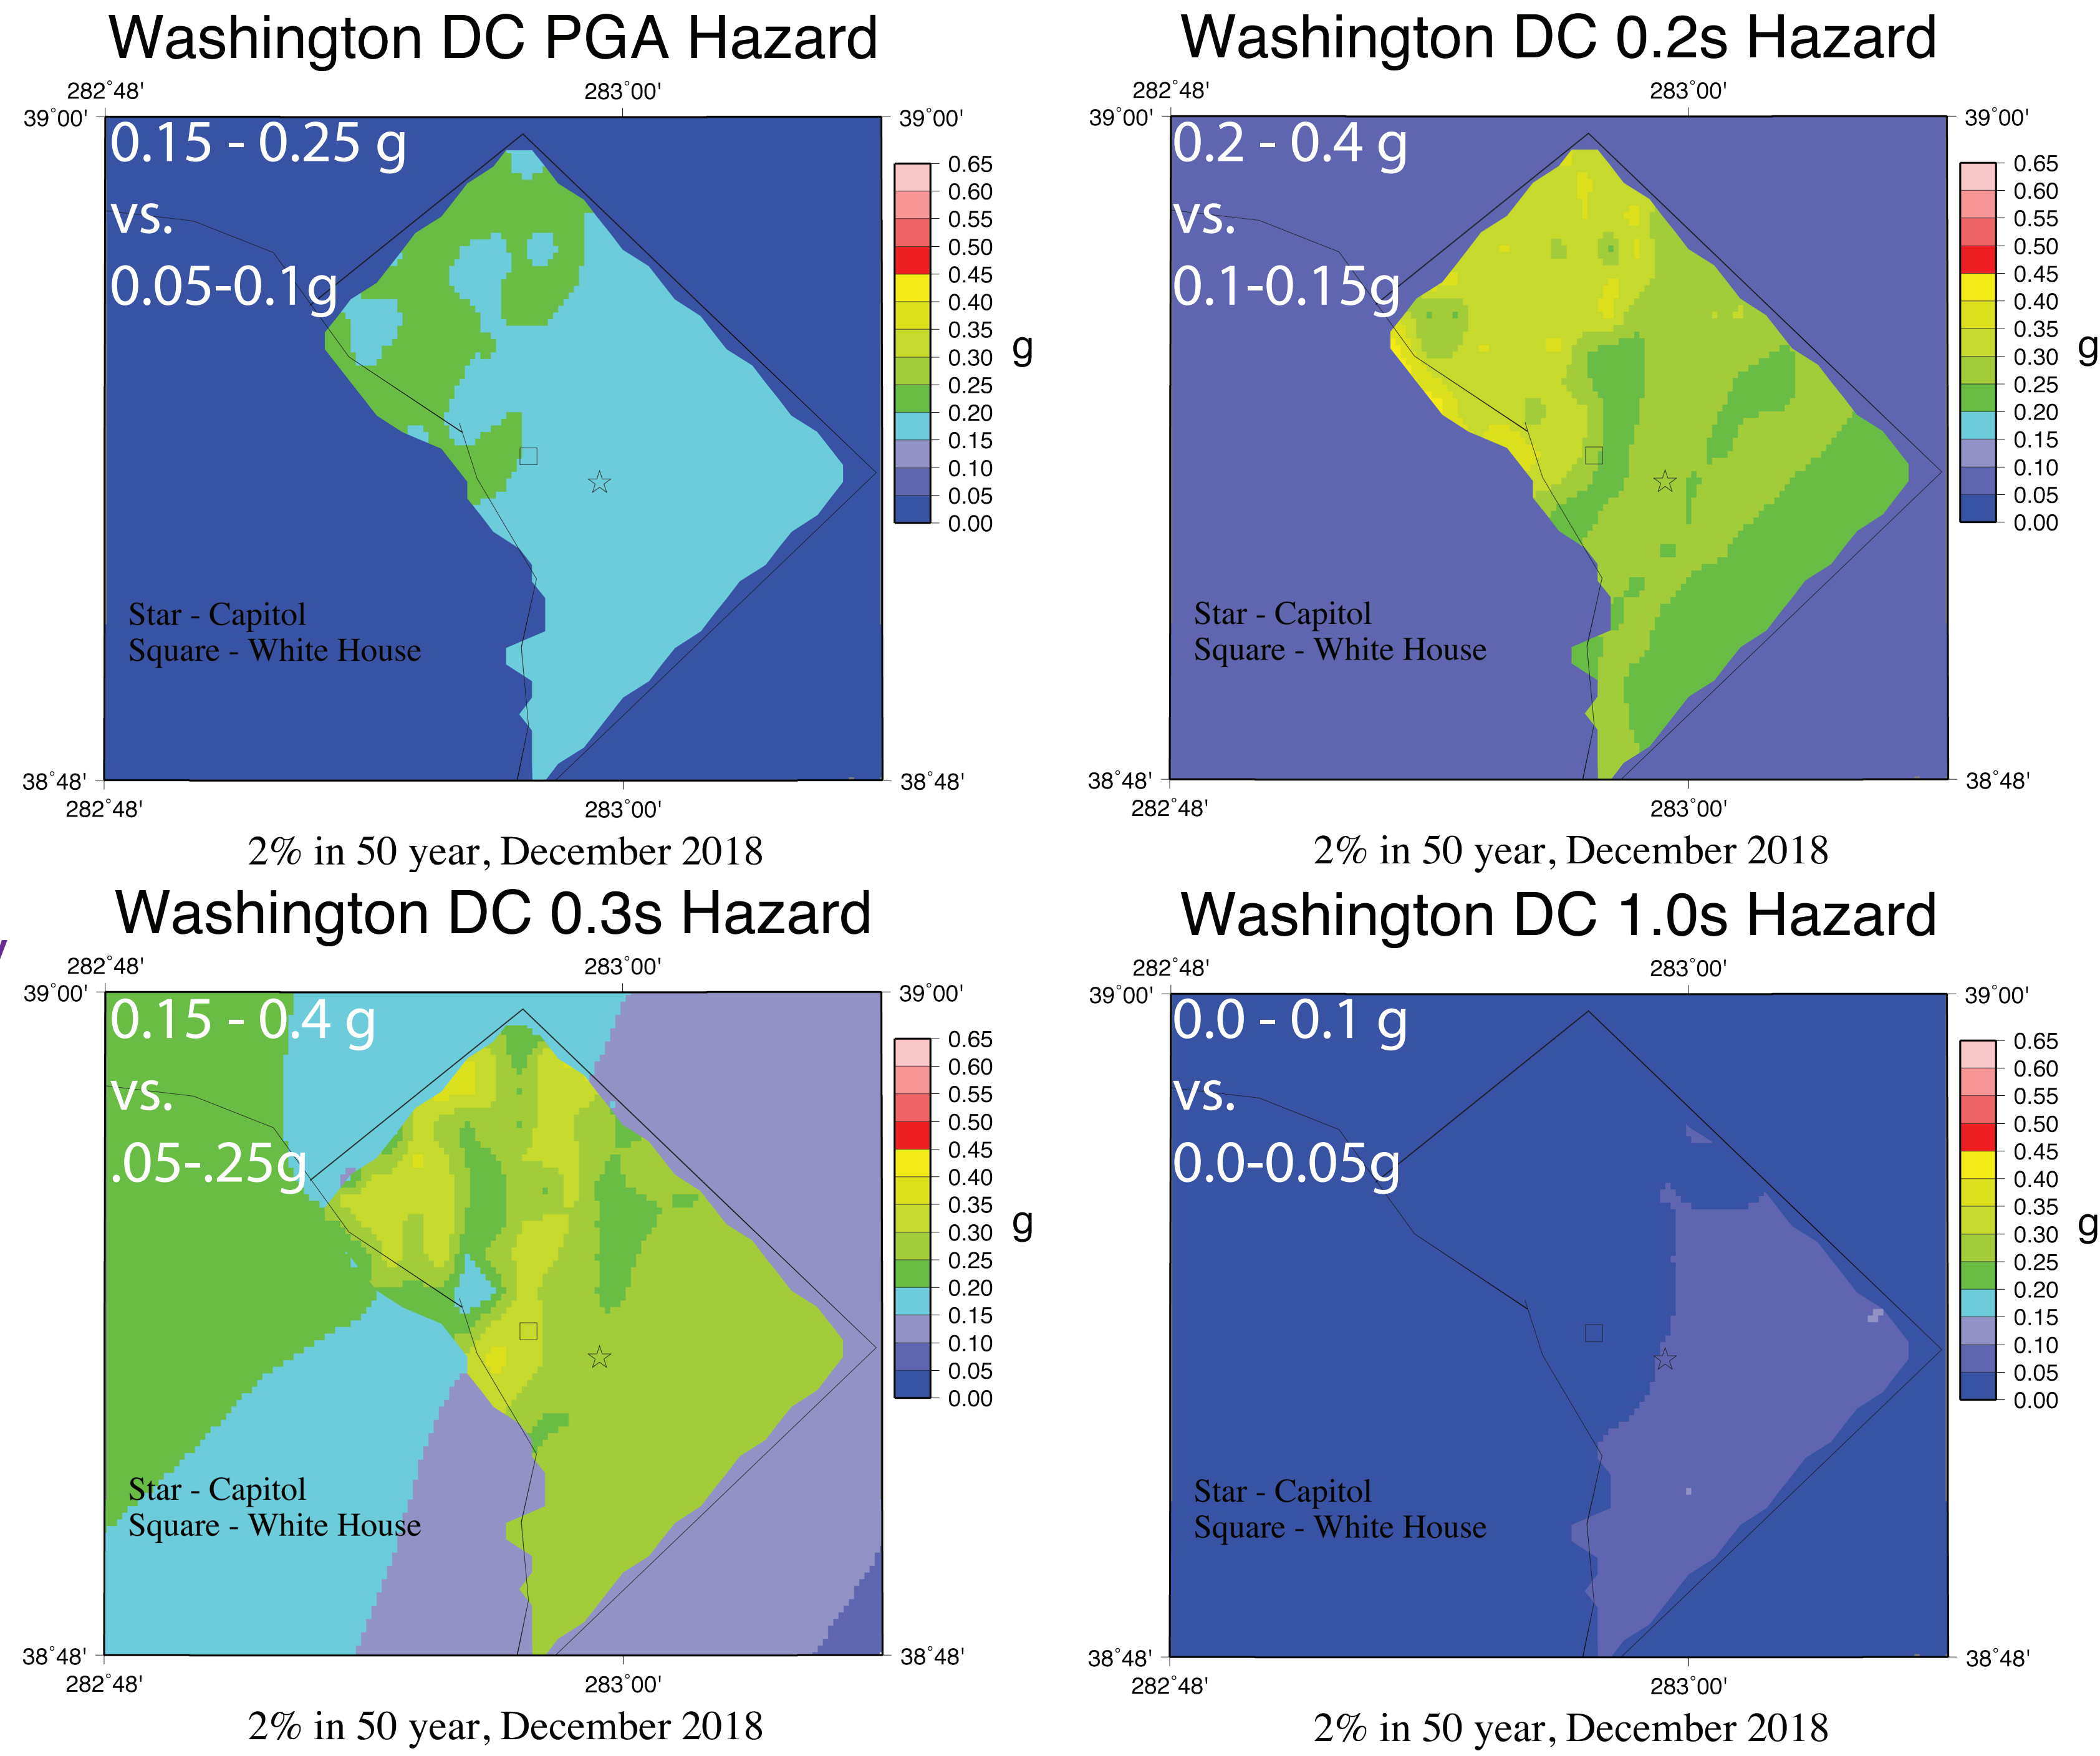 Washington DC PGA Hazard
282˚48' 283˚00'
39˚00' 39˚00'
0.15 - 0.25 g
vs.
0.05-0.1g
0.65
0.60
0.55
0.50
0.45
0.40
0.35
0.30
0.25
0.20
0.15
0.10
0.05
0.00
g
Star - Capitol
Square - White House
38˚48' 38˚48'
282˚48' 283˚00'
2% in 50 year, December 2018
Washington DC 0.2s Hazard
282˚48' 283˚00'
39˚00' 39˚00'
0.2 - 0.4 g
vs.
0.1-0.15g
0.65
0.60
0.55
0.50
0.45
0.40
0.35
0.30
0.25
0.20
0.15
0.10
0.05
0.00
g
Star - Capitol
Square - White House
38˚48' 38˚48'
282˚48' 283˚00'
2% in 50 year, December 2018
Washington DC 0.3s Hazard
282˚48' 283˚00'
39˚00' 39˚00'
0.15 - 0.4 g
vs.
.05-.25g
0.65
0.60
0.55
0.50
0.45
0.40
0.35
0.30
0.25
0.20
0.15
0.10
0.05
0.00
g
Star - Capitol
Square - White House
38˚48' 38˚48'
282˚48' 283˚00'
2% in 50 year, December 2018
Washington DC 1.0s Hazard
282˚48' 283˚00'
39˚00' 39˚00'
0.0 - 0.1 g
vs.
0.0-0.05g
0.65
0.60
0.55
0.50
0.45
0.40
0.35
0.30
0.25
0.20
0.15
0.10
0.05
0.00
g
Star - Capitol
Square - White House
38˚48' 38˚48'
282˚48' 283˚00'
2% in 50 year, December 2018